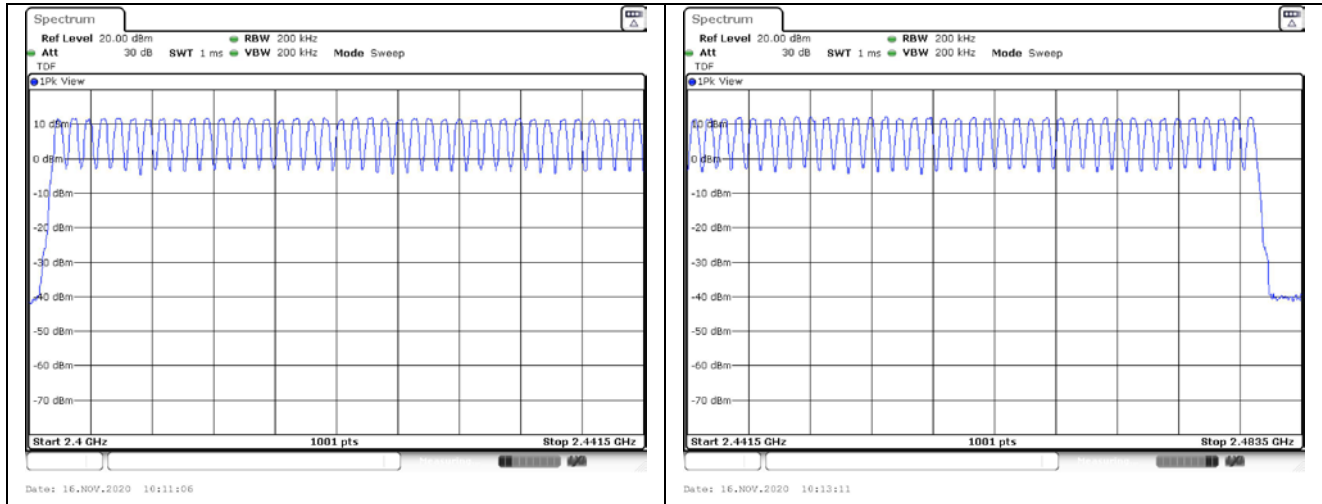 Spectrum
Ref Level 20.00 dBm RBW 200 kHz
Att 30 dB SWT 1 ms VBW 200 kHz Mode Sweep
TDF
1Pk View
10 dBm
0 dBm
-10 dBm
-20 dBm
-30 dBm
-40 dBm
-50 dBm
-60 dBm
-70 dBm
Start 2.4 GHz 1001 pts Stop 2.4415 GHz
Date: 16.NOV.2020 10:11:06
Spectrum
Ref Level 20.00 dBm RBW 200 kHz
Att 30 dB SWT 1 ms VBW 200 kHz Mode Sweep
TDF
1Pk View
10 dBm
0 dBm
-10 dBm
-20 dBm
-30 dBm
-40 dBm
-50 dBm
-60 dBm
-70 dBm
Start 2.4415 GHz 1001 pts Stop 2.4835 GHz
Date: 16.NOV.2020 10:13:11